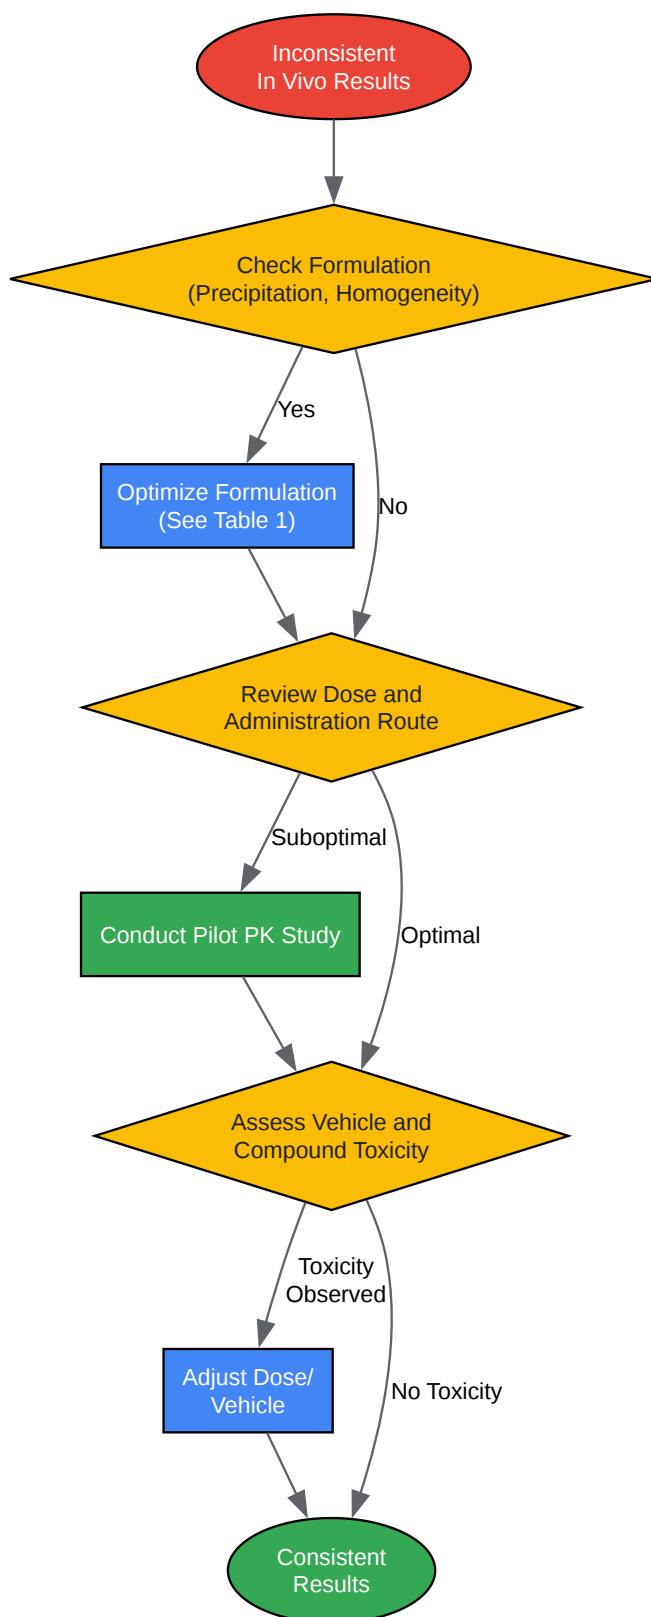 Inconsistent
In Vivo Results
Check Formulation
(Precipitation, Homogeneity)
Yes
Optimize Formulation
(See Table 1)
No
Review Dose and
Administration Route
Suboptimal
Conduct Pilot PK Study
Optimal
Assess Vehicle and
Compound Toxicity
Toxicity
Observed
Adjust Dose/
Vehicle
No Toxicity
Consistent
Results